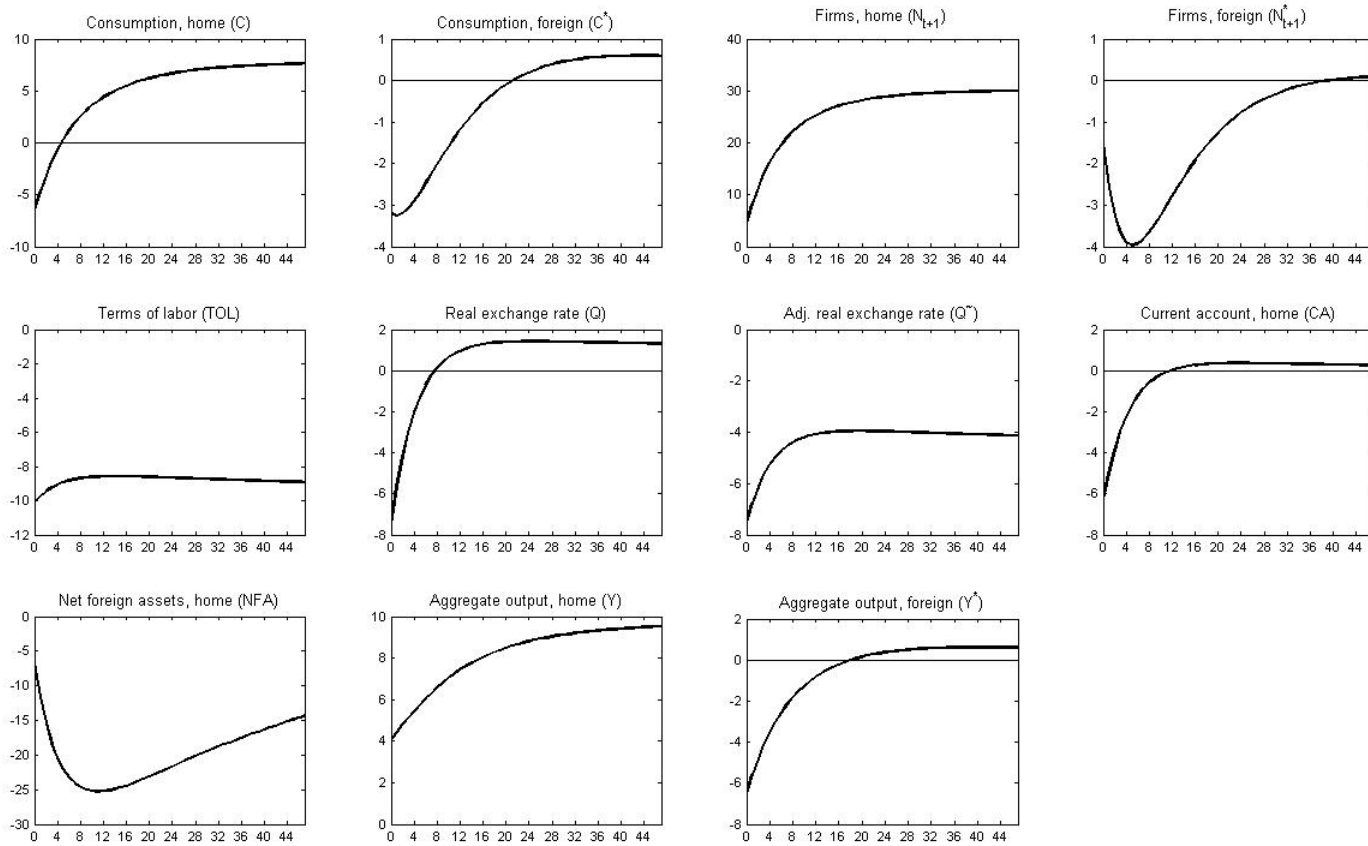 Consumption, home (C)
10
5
0
-5
-10
0 4 8 12 16 20 24 28 32 36 40 44
Consumption, foreign (C*)
1
0
-1
-2
-3
-4
0 4 8 12 16 20 24 28 32 36 40 44
Firms, home (Nt+1)
40
30
20
10
0
0 4 8 12 16 20 24 28 32 36 40 44
Firms, foreign (N*t+1)
1
0
-1
-2
-3
-4
0 4 8 12 16 20 24 28 32 36 40 44
Terms of labor (TOL)
0
-2
-4
-6
-8
-10
-12
0 4 8 12 16 20 24 28 32 36 40 44
Real exchange rate (Q)
2
0
-2
-4
-6
-8
0 4 8 12 16 20 24 28 32 36 40 44
Adj. real exchange rate (Q~)
0
-2
-4
-6
-8
0 4 8 12 16 20 24 28 32 36 40 44
Current account, home (CA)
2
0
-2
-4
-6
-8
0 4 8 12 16 20 24 28 32 36 40 44
Net foreign assets, home (NFA)
0
-5
-10
-15
-20
-25
-30
0 4 8 12 16 20 24 28 32 36 40 44
Aggregate output, home (Y)
10
8
6
4
2
0
0 4 8 12 16 20 24 28 32 36 40 44
Aggregate output, foreign (Y*)
2
0
-2
-4
-6
-8
0 4 8 12 16 20 24 28 32 36 40 44